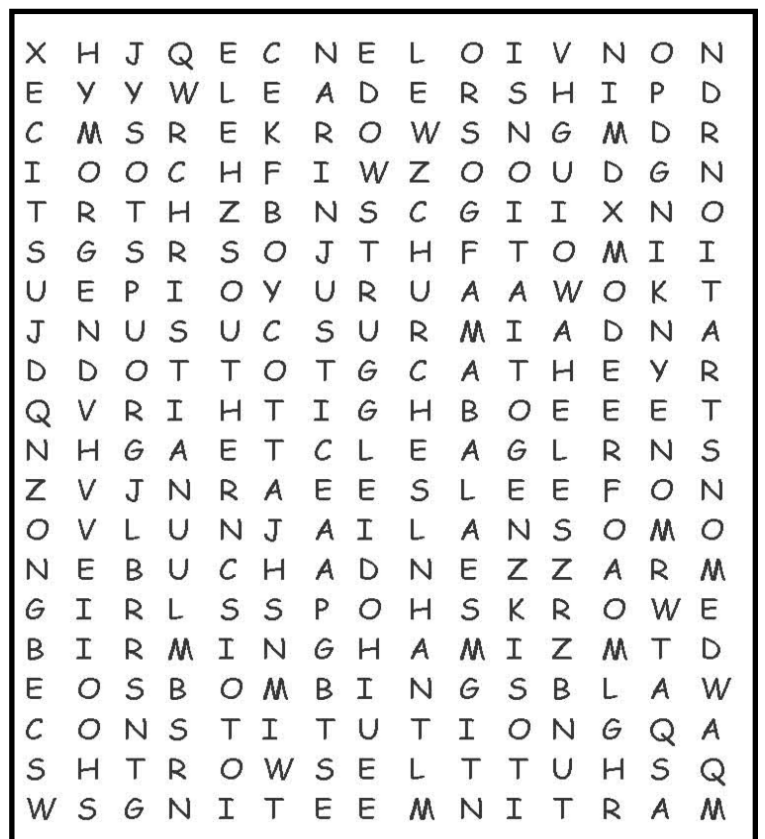 X H J Q E C N E L O I V N O N
E Y Y W L E A D E R S H I P D
C M S R E K R O W S N G M D R
I O O C H F I W Z O O U D G N
T R T H Z B N S C G I I X N O
S G S R S O J T H F T O M I I
U E P I O Y U R U A A W O K T
J N U S U C S U R M I A D N A
D D O T T O T G C A T H E Y R
Q V R I H T I G H B O E E E T
N H G A E T C L E A G L R N S
Z V J N R A E E S L E E F O N
O V L U N J A I L A N S O M O
N E B U C H A D N E Z Z A R M
G I R L S S P O H S K R O W E
B I R M I N G H A M I Z M T D
E O S B O M B I N G S B L A W
C O N S T I T U T I O N G Q A
S H T R O W S E L T T U H S Q
W S G N I T E E M N I T R A M